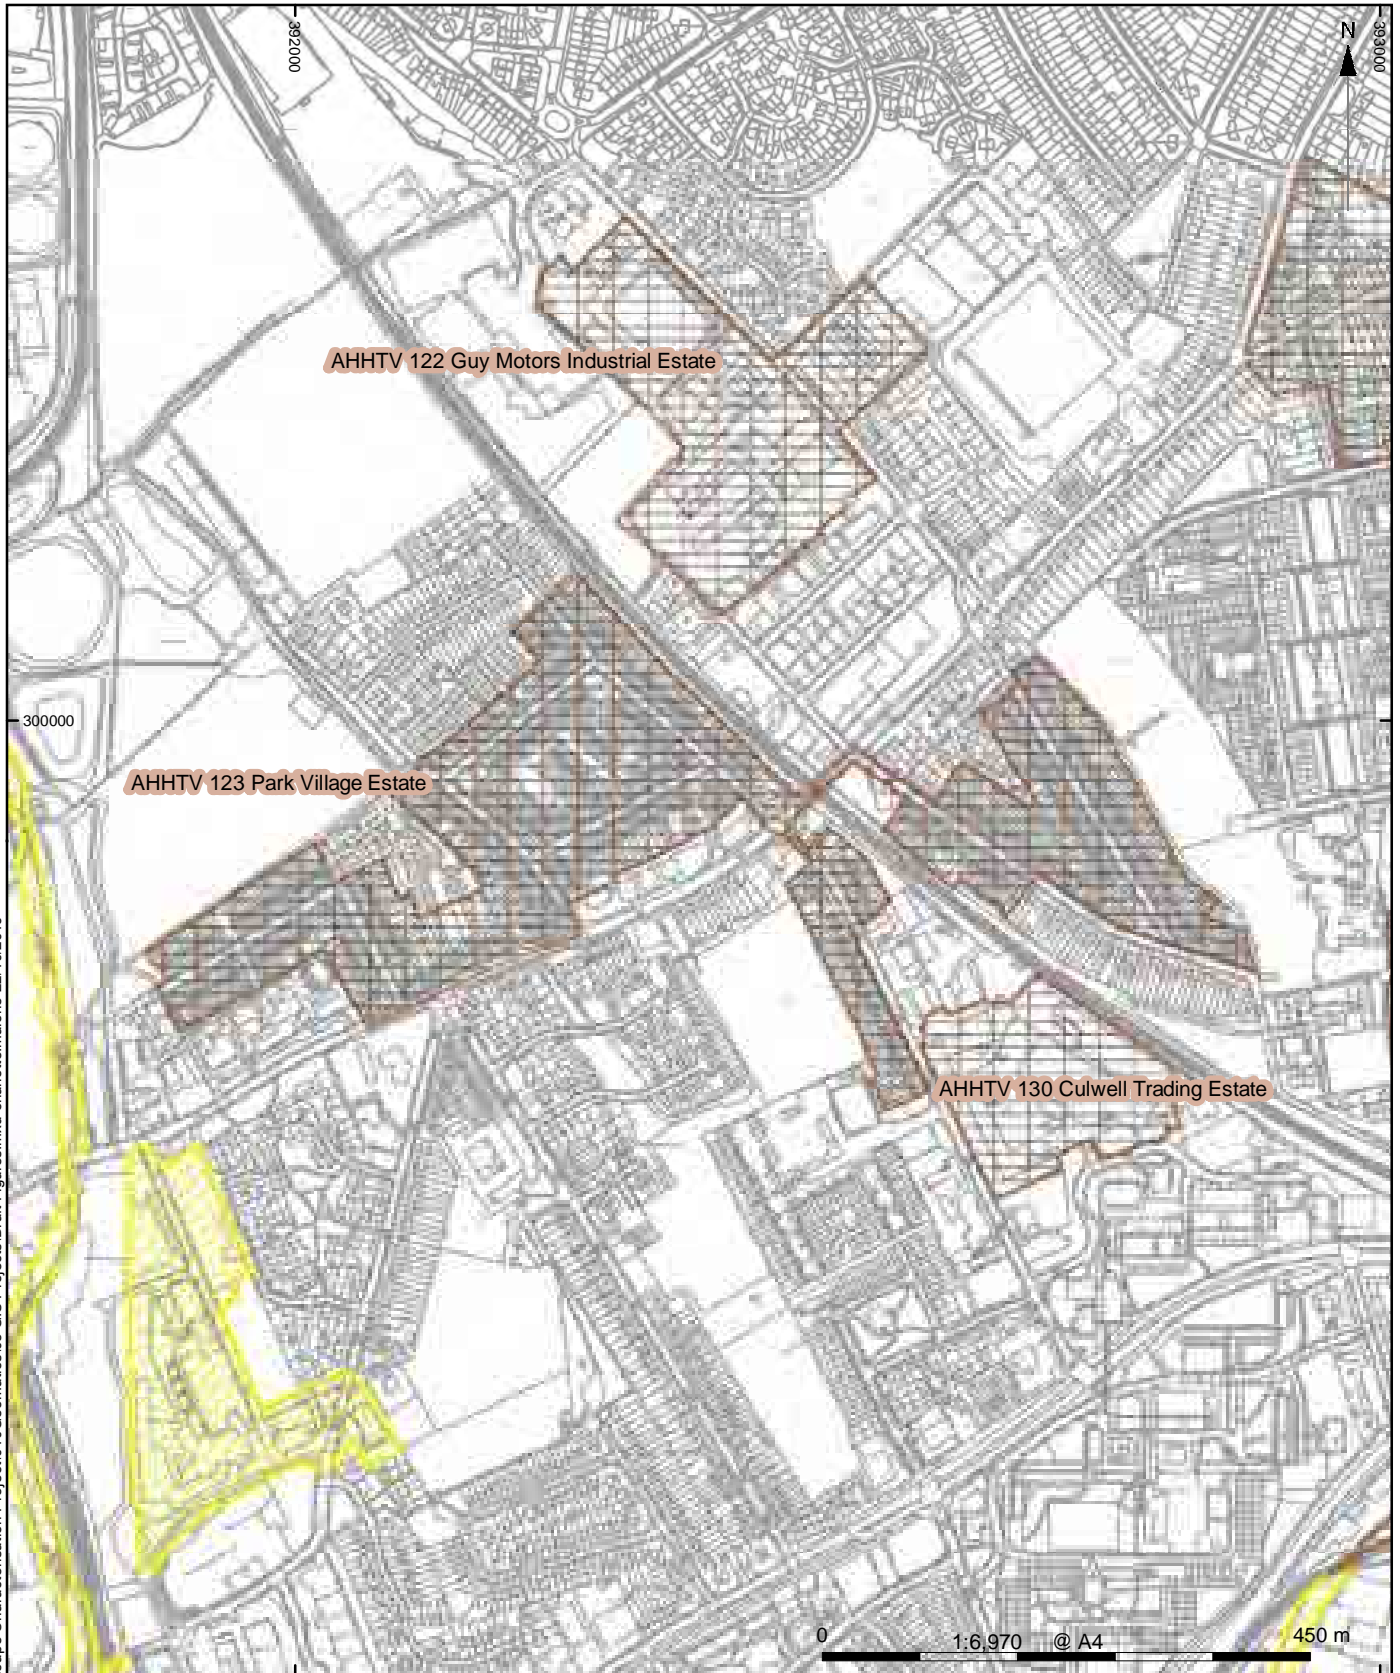 392000
393000
N
AHHTV 122 Guy Motors Industrial Estate
300000
AHHTV 123 Park Village Estate
AHHTV 130 Culwell Trading Estate
0
1:6,970 @ A4
450 m